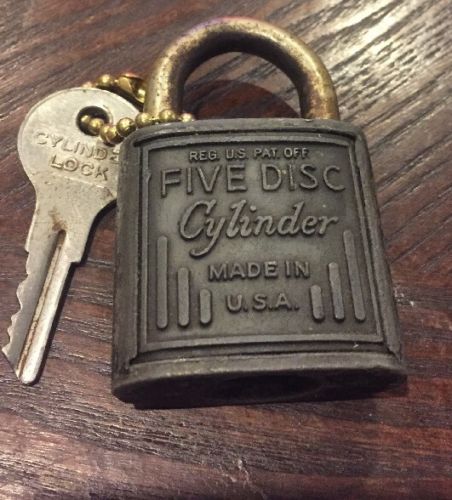 CYLINDE
LOCK
REG. U.S. PAT. OFF.
FIVE DISC
Cylinder
MADE IN
U.S.A.